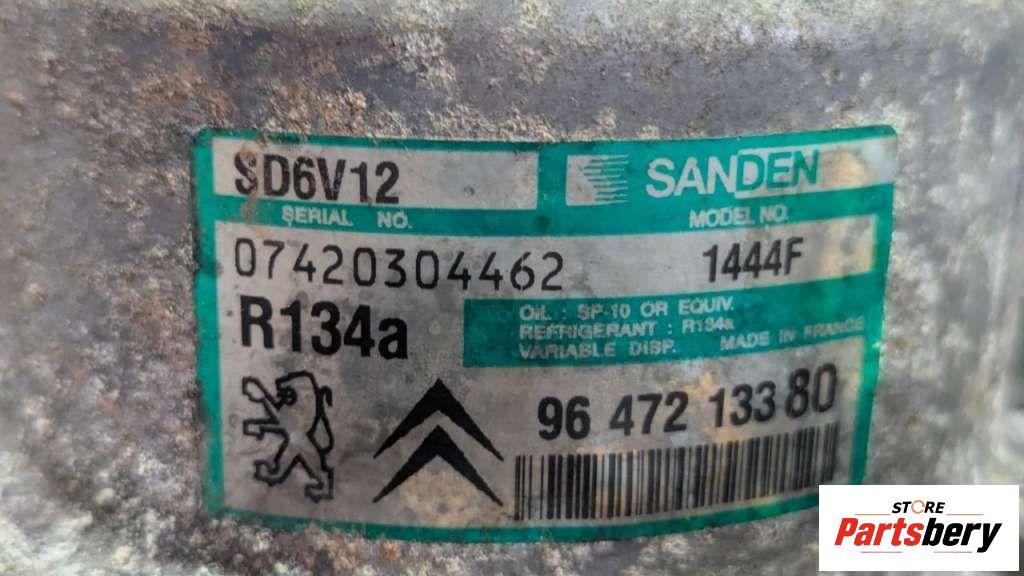 SD6V12
SANDEN
SERIAL NO.
MODEL NO.
07420304462
1444F
R134a
OIL : SP-10 OR EQUIV.
REFRIGERANT : R134a
VARIABLE DISP. MADE IN FRANCE
96 472 133 80
STORE
Partsbery